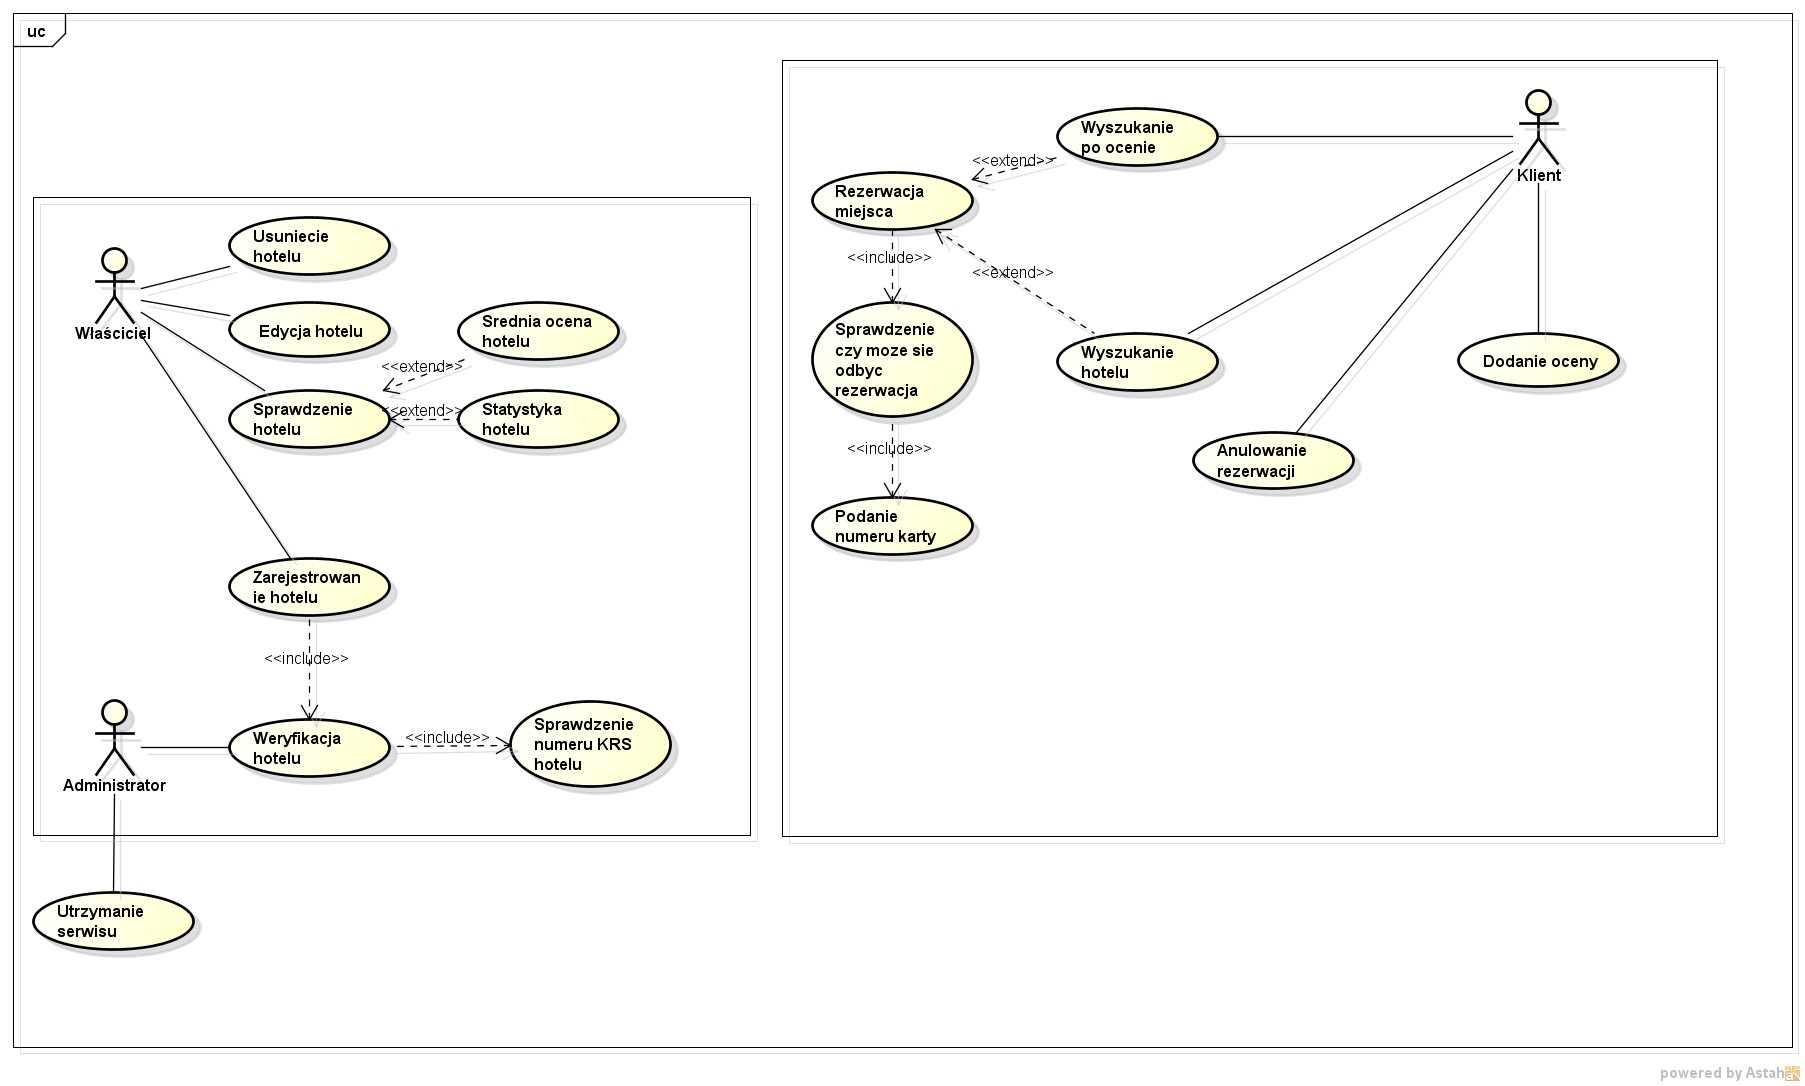 uc
Usuniecie
hotelu
Właściciel
Edycja hotelu
Srednia ocena
hotelu
<<extend>>
Sprawdzenie
hotelu
<<extend>>
Statystyka
hotelu
Zarejestrowan
ie hotelu
<<include>>
Administrator
Weryfikacja
hotelu
<<include>>
Sprawdzenie
numeru KRS
hotelu
Utrzymanie
serwisu
Wyszukanie
po ocenie
Klient
<<extend>>
Rezerwacja
miejsca
<<include>>
<<extend>>
Sprawdzenie
czy moze sie
odbyc
rezerwacja
Wyszukanie
hotelu
Dodanie oceny
<<include>>
Anulowanie
rezerwacji
Podanie
numeru karty
powered by Astah